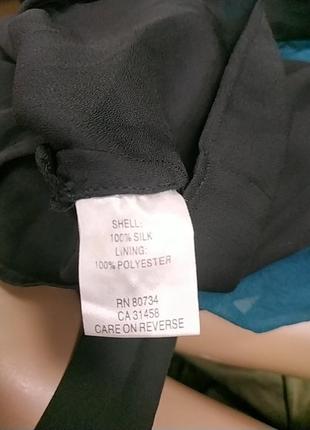 SHELL:
100% SILK
LINING:
100% POLYESTER
RN 80734
CA 31458
CARE ON REVERSE